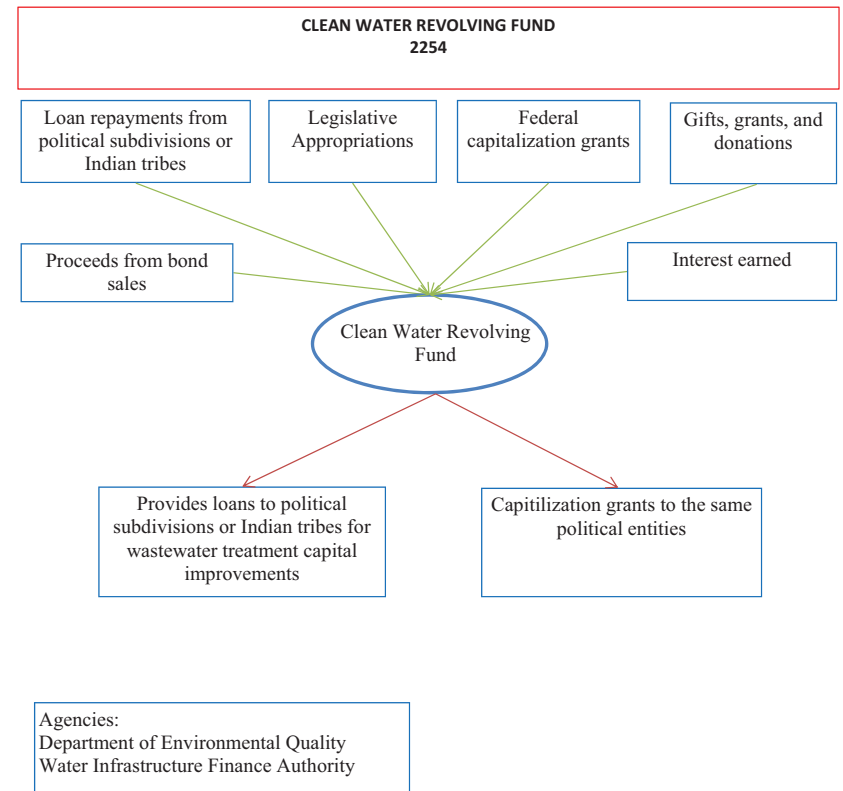 CLEAN WATER REVOLVING FUND
2254
Loan repayments from
political subdivisions or
Indian tribes
Legislative
Appropriations
Federal
capitalization grants
Gifts, grants, and
donations
Proceeds from bond
sales
Interest earned
Clean Water Revolving
Fund
Provides loans to political
subdivisions or Indian tribes for
wastewater treatment capital
improvements
Capitilization grants to the same
political entities
Agencies:
Department of Environmental Quality
Water Infrastructure Finance Authority